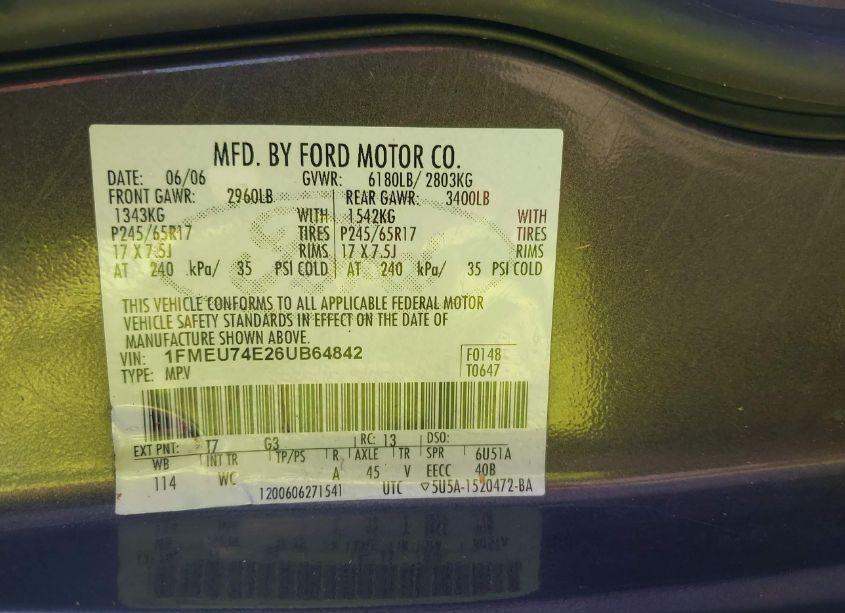 MFD. BY FORD MOTOR CO.
DATE: 06/06 GVWR: 6180LB/ 2803KG
FRONT GAWR: 2960LB REAR GAWR: 3400LB
1343KG WITH 1542KG WITH
P245/65R17 TIRES P245/65R17 TIRES
17 X 7.5J RIMS 17 X 7.5J RIMS
AT 240 kPa/ 35 PSI COLD AT 240 kPa/ 35 PSI COLD
THIS VEHICLE CONFORMS TO ALL APPLICABLE FEDERAL MOTOR
VEHICLE SAFETY STANDARDS IN EFFECT ON THE DATE OF
MANUFACTURE SHOWN ABOVE.
VIN: 1FMEU74E26UB64842 F0148
TYPE: MPV T0647
EXT PNT: T7 G3 RC: 13 DSO:
WB INT TR TP/PS R AXLE TR SPR 6U51A
114 WC A 45 V EECC 40B
1200606271541 UTC ▽5U5A-1520472-BA